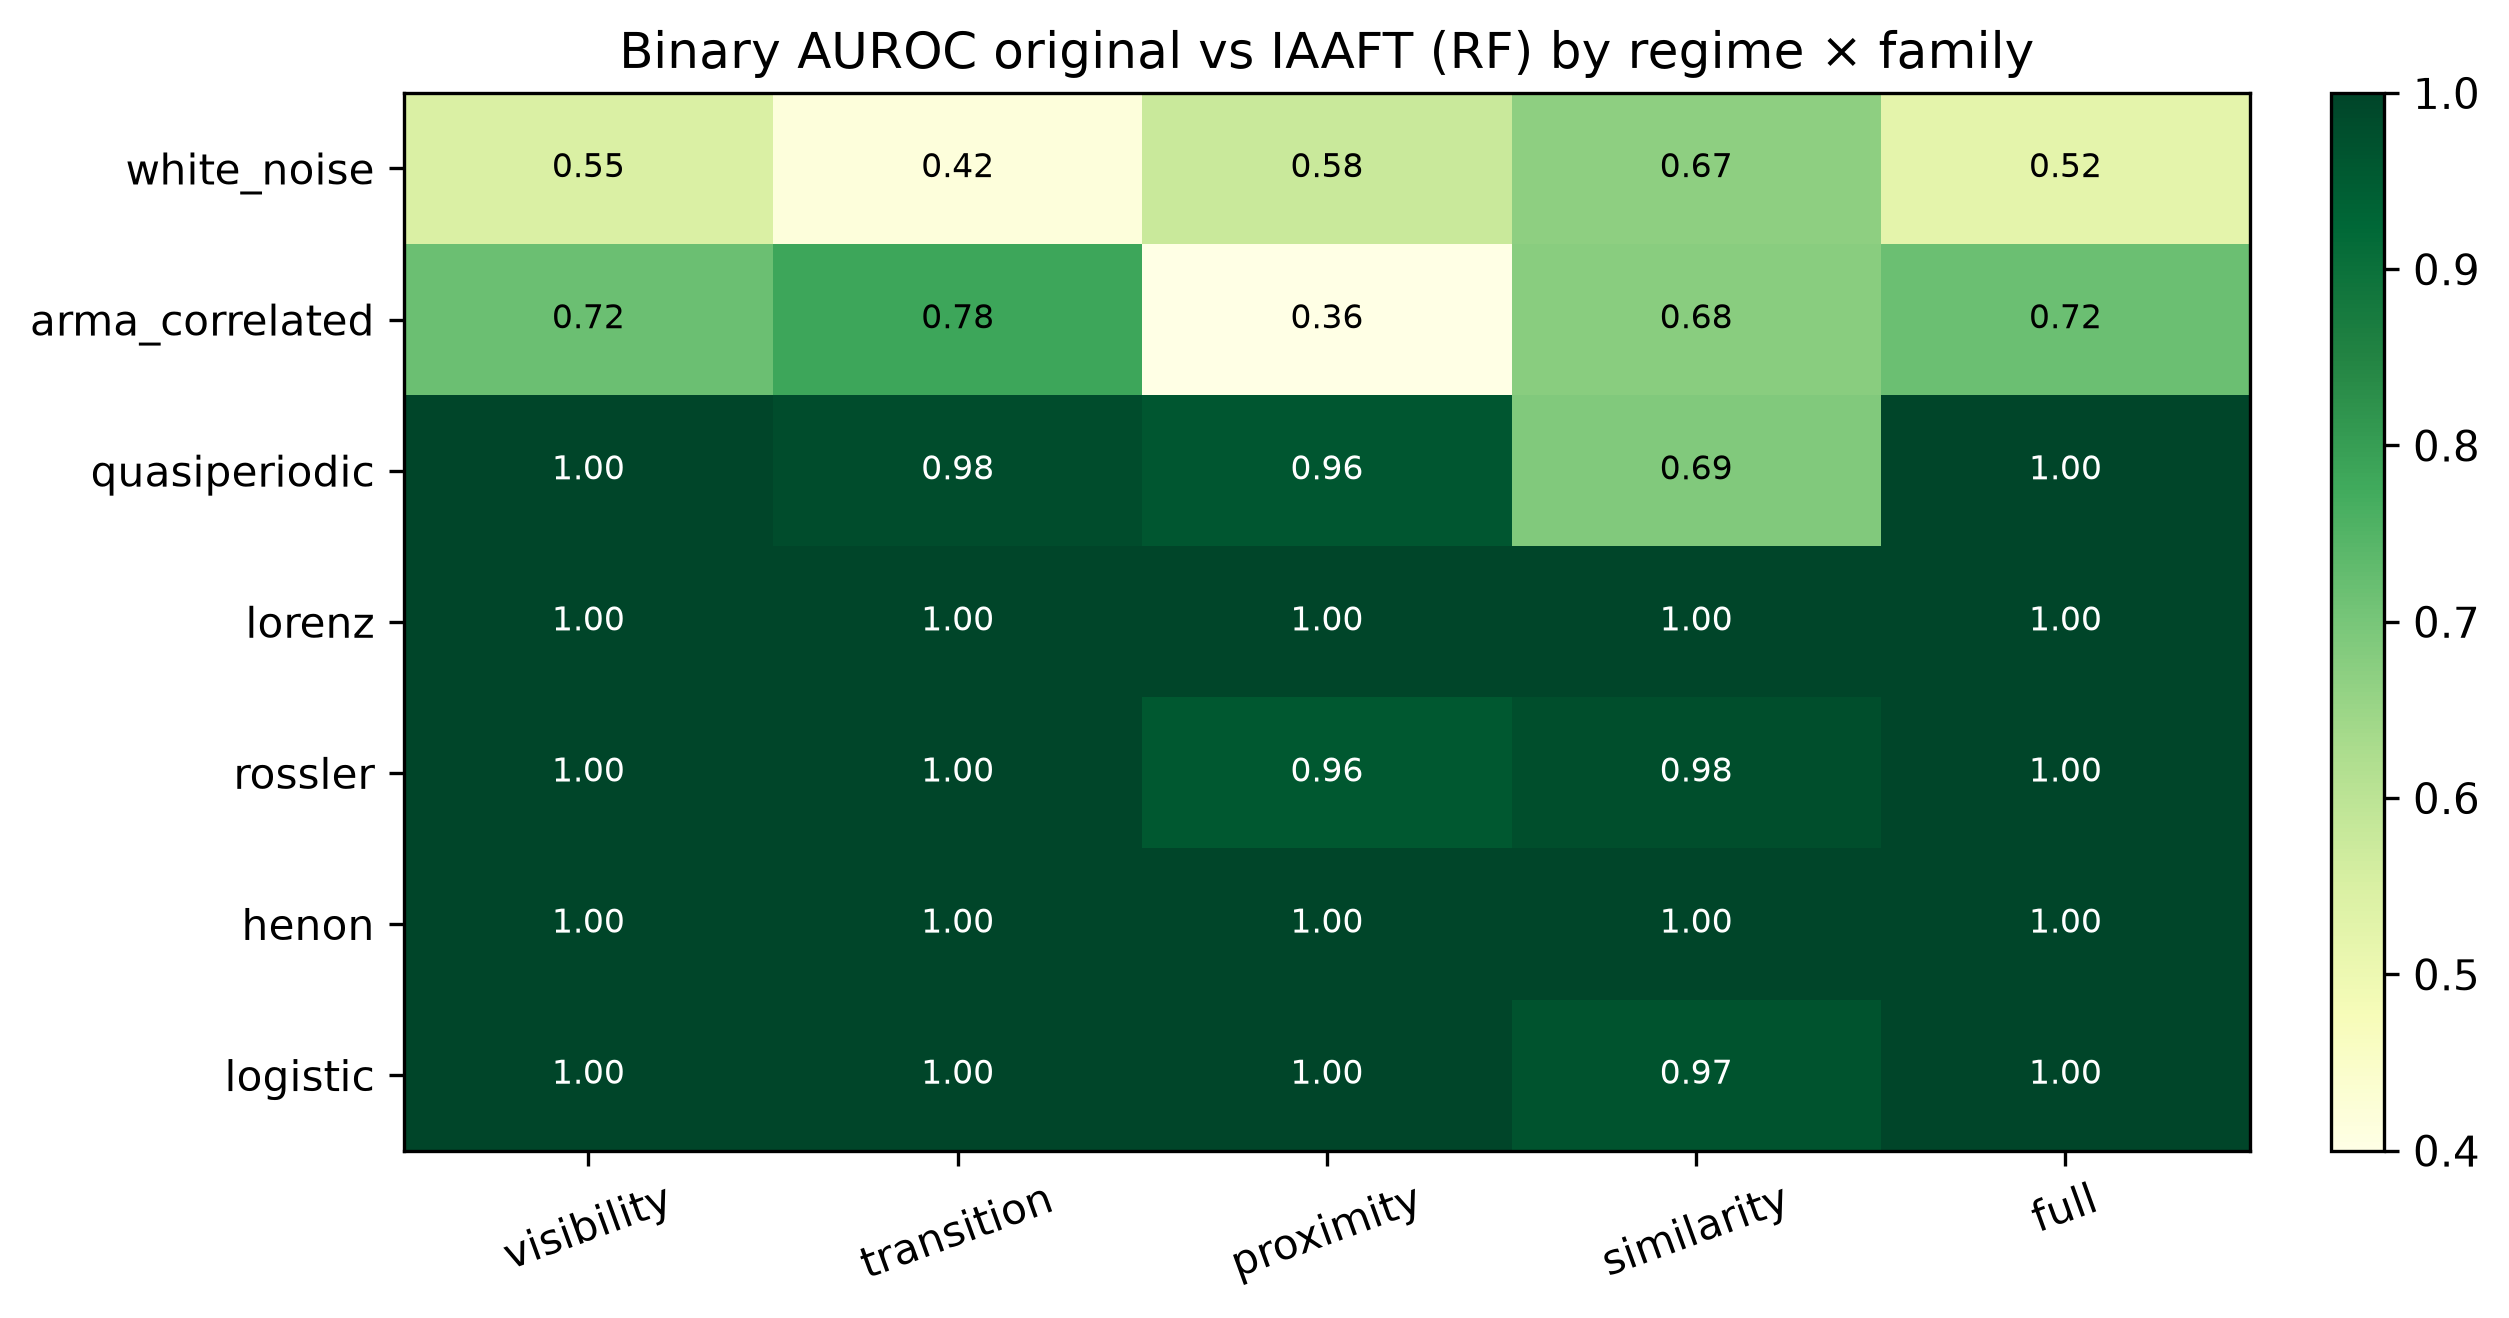 Binary AUROC original vs IAAFT (RF) by regime × family
white_noise 0.55 0.42 0.58 0.67 0.52
arma_correlated 0.72 0.78 0.36 0.68 0.72
quasiperiodic 1.00 0.98 0.96 0.69 1.00
lorenz 1.00 1.00 1.00 1.00 1.00
rossler 1.00 1.00 0.96 0.98 1.00
henon 1.00 1.00 1.00 1.00 1.00
logistic 1.00 1.00 1.00 0.97 1.00
visibility transition proximity similarity full
1.0
0.9
0.8
0.7
0.6
0.5
0.4